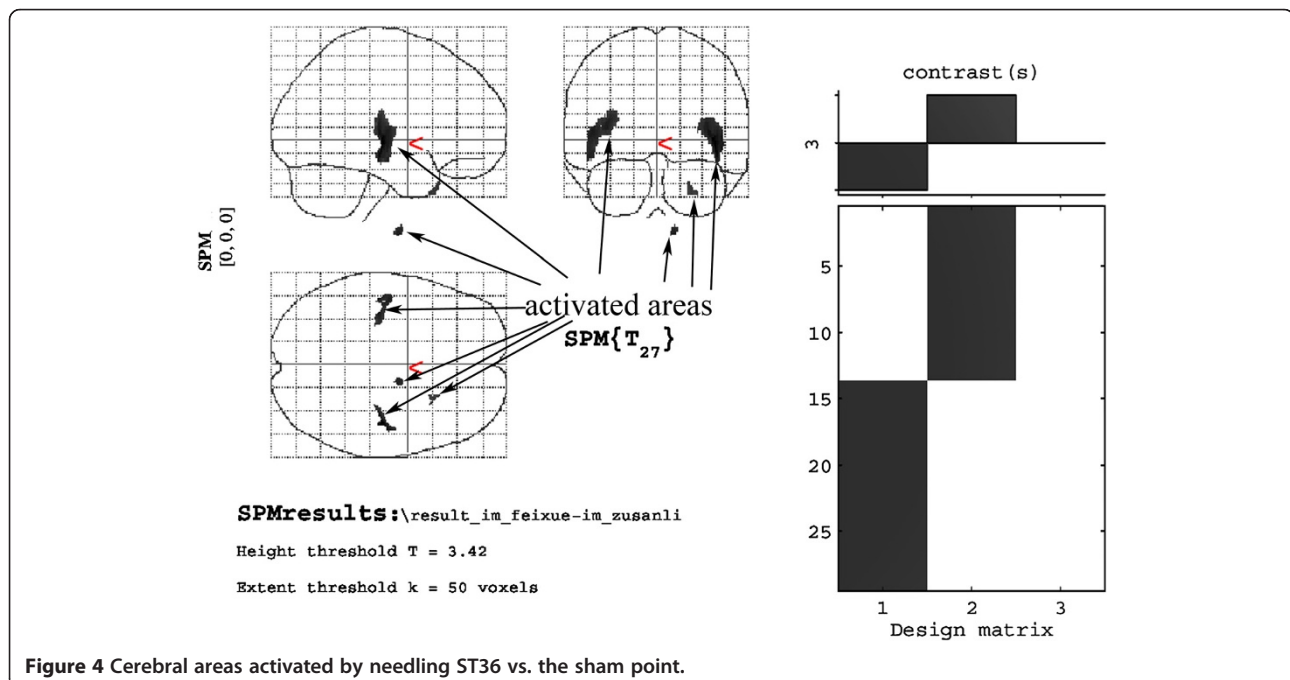 contrast(s)
3
SPM
[0, 0, 0]
<
<
<
activated areas
SPM{T27}
5
10
15
20
25
1 2 3
Design matrix
SPMresults:\result_im_feixue-im_zusanli
Height threshold T = 3.42
Extent threshold k = 50 voxels
Figure 4 Cerebral areas activated by needling ST36 vs. the sham point.